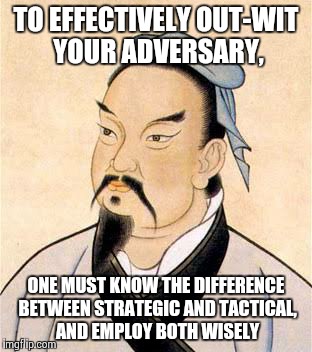 TO EFFECTIVELY OUT-WIT
YOUR ADVERSARY,
ONE MUST KNOW THE DIFFERENCE
BETWEEN STRATEGIC AND TACTICAL,
AND EMPLOY BOTH WISELY
imgflip.com